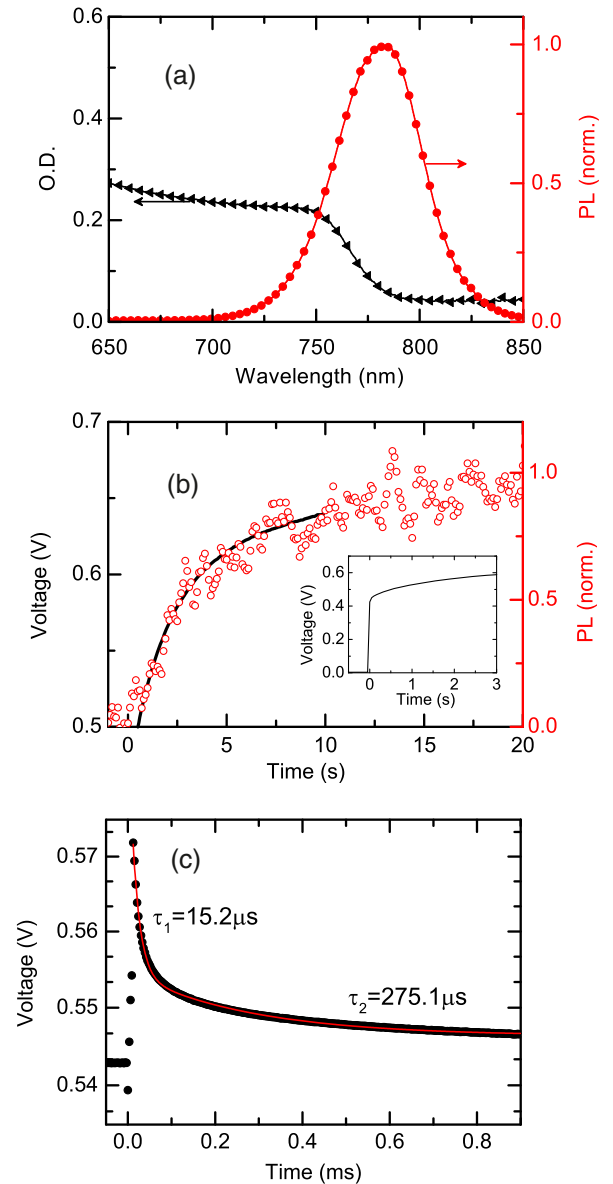 (a)
O.D.
0.6
0.4
0.2
0.0
1.0
0.5
0.0
PL (norm.)
650
700
750
800
850
Wavelength (nm)
(b)
Voltage (V)
0.7
0.6
0.5
1.0
0.5
0.0
PL (norm.)
Voltage (V)
0.6
0.4
0.2
0.0
0
1
2
3
Time (s)
0
5
10
15
20
Time (s)
(c)
Voltage (V)
0.57
0.56
0.55
0.54
τ1=15.2μs
τ2=275.1μs
0.0
0.2
0.4
0.6
0.8
Time (ms)